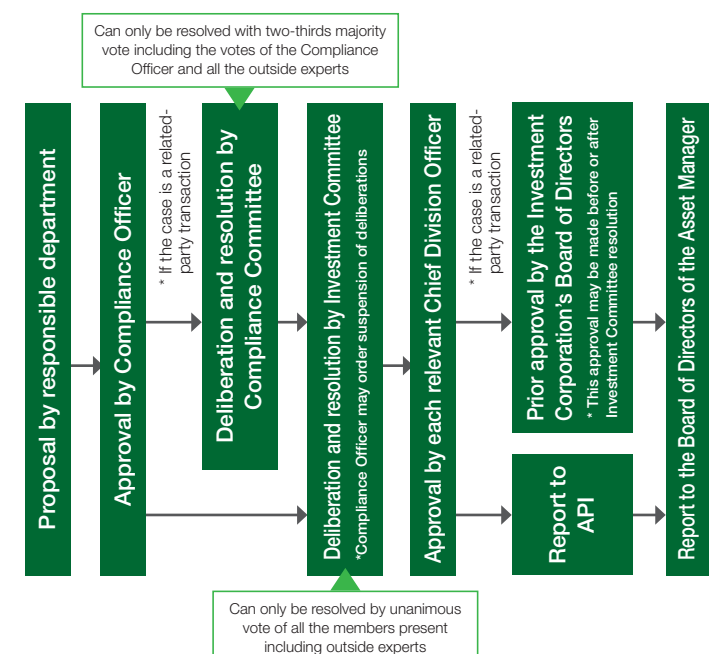 Can only be resolved with two-thirds majority
vote including the votes of the Compliance
Officer and all the outside experts
Proposal by responsible department
Approval by Compliance Officer
* If the case is a related-
party transaction
Deliberation and resolution by
Compliance Committee
Deliberation and resolution by Investment Committee
*Compliance Officer may order suspension of deliberations
Approval by each relevant Chief Division Officer
* If the case is a related-
party transaction
Prior approval by the Investment
Corporation's Board of Directors
* This approval may be made before or after
Investment Committee resolution
Report to
API
Report to the Board of Directors of the Asset Manager
Can only be resolved by unanimous
vote of all the members present
including outside experts